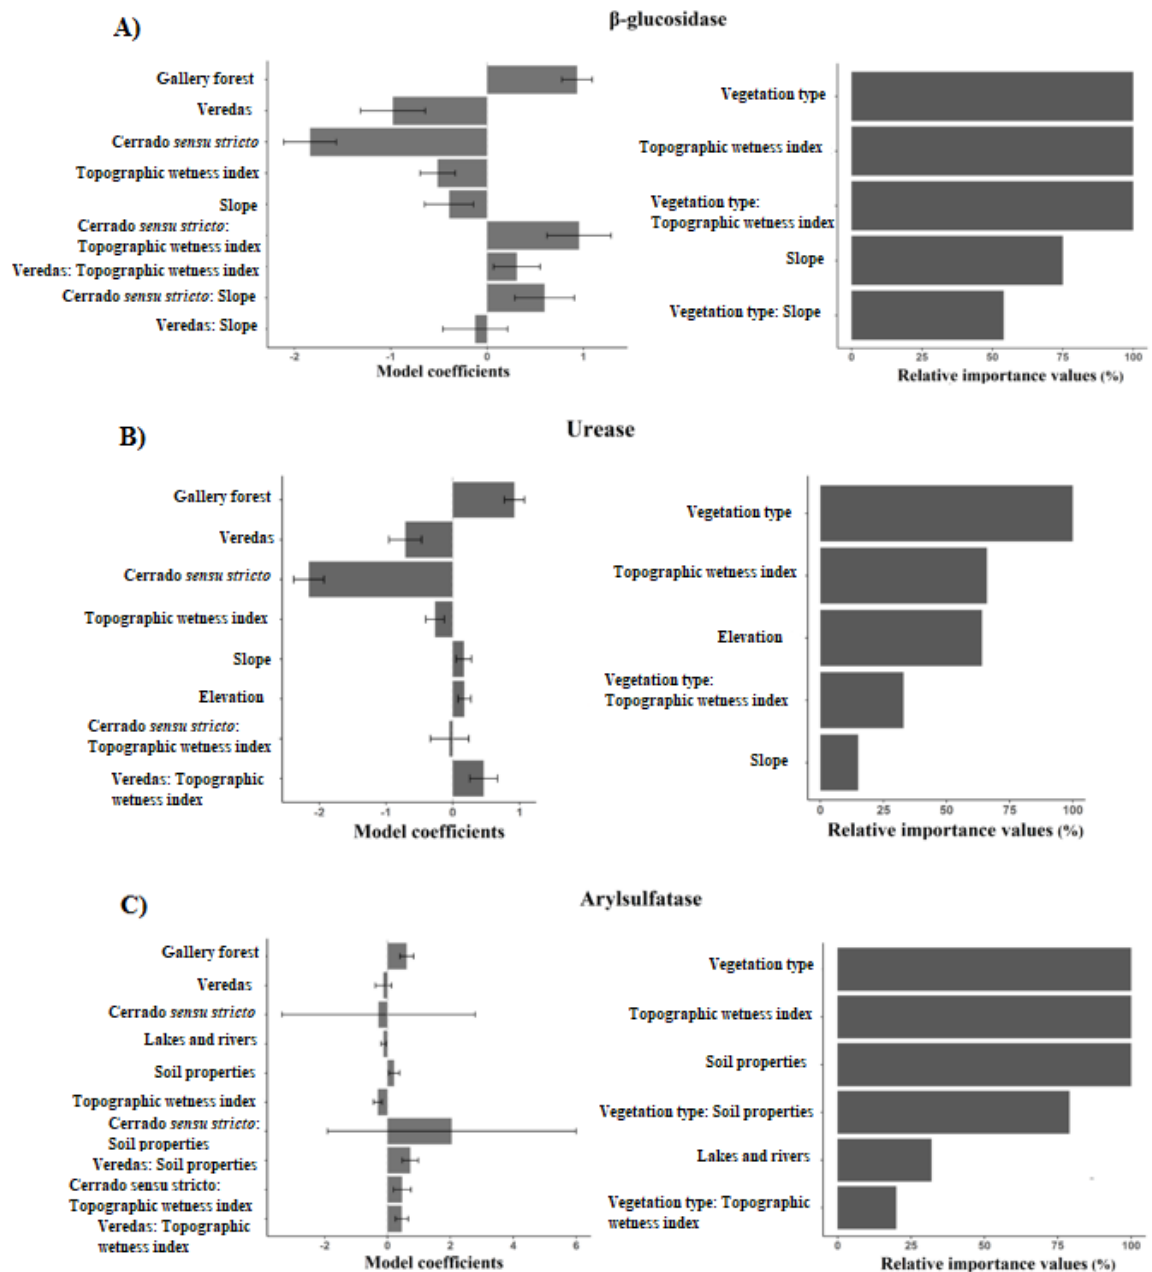 A)
β-glucosidase
Gallery forest
Veredas
Cerrado sensu stricto
Topographic wetness index
Slope
Cerrado sensu stricto:
Topographic wetness index
Veredas: Topographic wetness index
Cerrado sensu stricto: Slope
Veredas: Slope
-2 -1 0 1
Model coefficients
Vegetation type
Topographic wetness index
Vegetation type:
Topographic wetness index
Slope
Vegetation type: Slope
0 25 50 75 100
Relative importance values (%)
B)
Urease
Gallery forest
Veredas
Cerrado sensu stricto
Topographic wetness index
Slope
Elevation
Cerrado sensu stricto:
Topographic wetness index
Veredas: Topographic
wetness index
-2 -1 0 1
Model coefficients
Vegetation type
Topographic wetness index
Elevation
Vegetation type:
Topographic wetness index
Slope
0 25 50 75 100
Relative importance values (%)
C)
Arylsulfatase
Gallery forest
Veredas
Cerrado sensu stricto
Lakes and rivers
Soil properties
Topographic wetness index
Cerrado sensu stricto:
Soil properties
Veredas: Soil properties
Cerrado sensu stricto:
Topographic wetness index
Veredas: Topographic
wetness index
-2 0 2 4 6
Model coefficients
Vegetation type
Topographic wetness index
Soil properties
Vegetation type: Soil properties
Lakes and rivers
Vegetation type: Topographic
wetness index
0 25 50 75 100
Relative importance values (%)